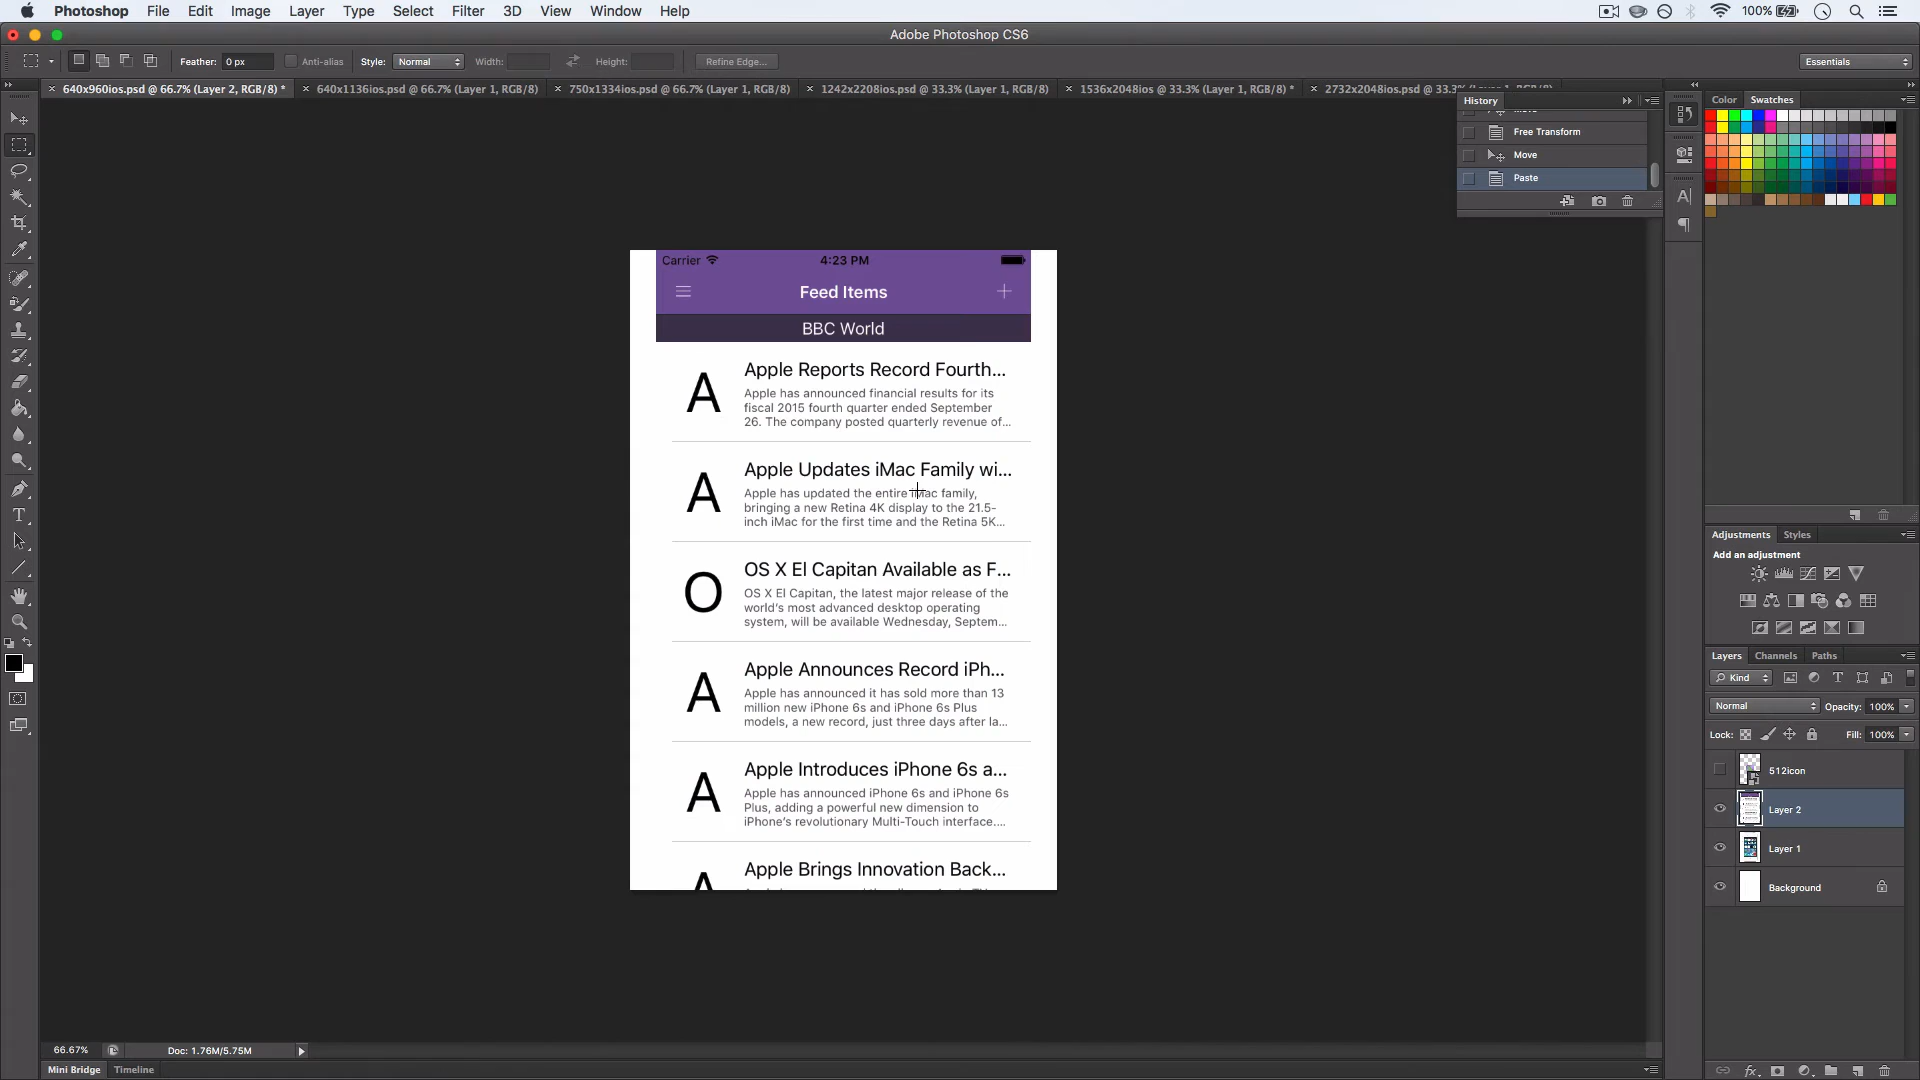 Photoshop File Edit Image Layer Type Select Filter 3D View Window Help 100%
Adobe Photoshop CS6
Feather: 0 px Anti-alias Style: Normal Width: Height: Refine Edge... Essentials
640x960ios.psd @ 66.7% (Layer 2, RGB/8) * 640x1136ios.psd @ 66.7% (Layer 1, RGB/8) 750x1334ios.psd @ 66.7% (Layer 1, RGB/8) 1242x2208ios.psd @ 33.3% (Layer 1, RGB/8) 1536x2048ios @ 33.3% (Layer 1, RGB/8) * 2732x2048ios.psd @ 33.3%
History
Free Transform
Move
Paste
Color Swatches
Carrier 4:23 PM
Feed Items
BBC World
A
Apple Reports Record Fourth...
Apple has announced financial results for its
fiscal 2015 fourth quarter ended September
26. The company posted quarterly revenue of...
A
Apple Updates iMac Family wi...
Apple has updated the entire iMac family,
bringing a new Retina 4K display to the 21.5-
inch iMac for the first time and the Retina 5K...
O
OS X El Capitan Available as F...
OS X El Capitan, the latest major release of the
world's most advanced desktop operating
system, will be available Wednesday, Septem...
A
Apple Announces Record iPh...
Apple has announced it has sold more than 13
million new iPhone 6s and iPhone 6s Plus
models, a new record, just three days after la...
A
Apple Introduces iPhone 6s a...
Apple has announced iPhone 6s and iPhone 6s
Plus, adding a powerful new dimension to
iPhone's revolutionary Multi-Touch interface....
A
Apple Brings Innovation Back...
Adjustments Styles
Add an adjustment
Layers Channels Paths
Kind
Normal Opacity: 100%
Lock: Fill: 100%
512icon
Layer 2
Layer 1
Background
66.67% Doc: 1.76M/5.75M
Mini Bridge Timeline